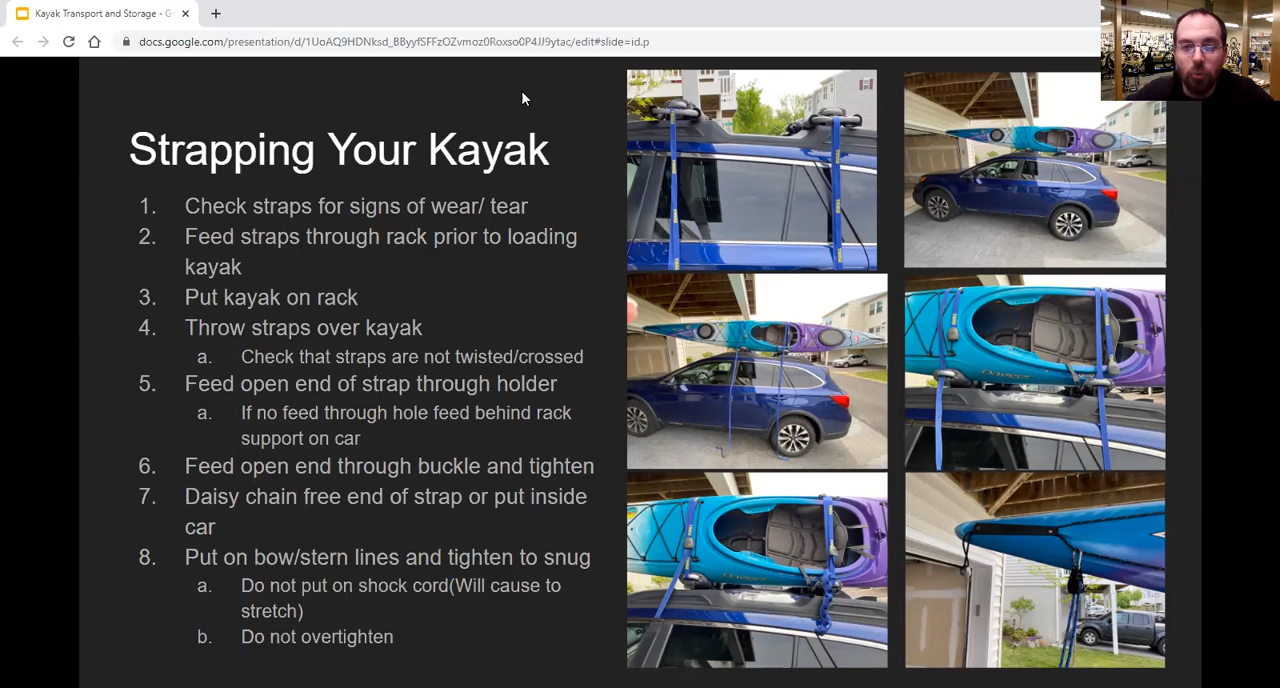 Kayak Transport and Storage - G
docs.google.com/presentation/d/1UoAQ9HDNksd_BByyfSFFzOZvmoz0Roxso0P4JJ9ytac/edit#slide=id.p
Strapping Your Kayak
1. Check straps for signs of wear/ tear
2. Feed straps through rack prior to loading
kayak
3. Put kayak on rack
4. Throw straps over kayak
a. Check that straps are not twisted/crossed
5. Feed open end of strap through holder
a. If no feed through hole feed behind rack
support on car
6. Feed open end through buckle and tighten
7. Daisy chain free end of strap or put inside
car
8. Put on bow/stern lines and tighten to snug
a. Do not put on shock cord(Will cause to
stretch)
b. Do not overtighten